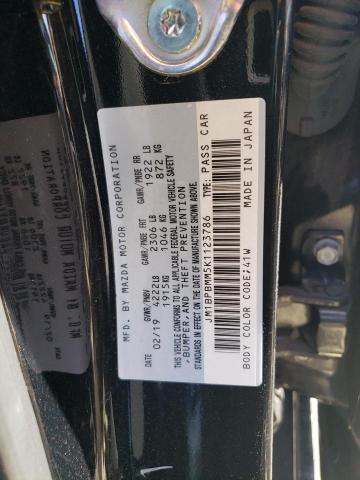 MFD. BY MAZDA MOTOR CORPORATION
DATE GVWR/PNBV GAWR/PNBE FRT GAWR/PNBE RR
02/19 4222LB 2306 LB 1922 LB
1915KG 1046 KG 872 KG
THIS VEHICLE CONFORMS TO ALL APPLICABLE FEDERAL MOTOR VEHICLE SAFETY
,BUMPER,AND THEFT PREVENTION
STANDARDS IN EFFECT ON THE DATE OF MANUFACTURE SHOWN ABOVE.
JM1BPBMM5K1123786 TYPE: PASS CAR
BODY COLOR CODE:41W MADE IN JAPAN